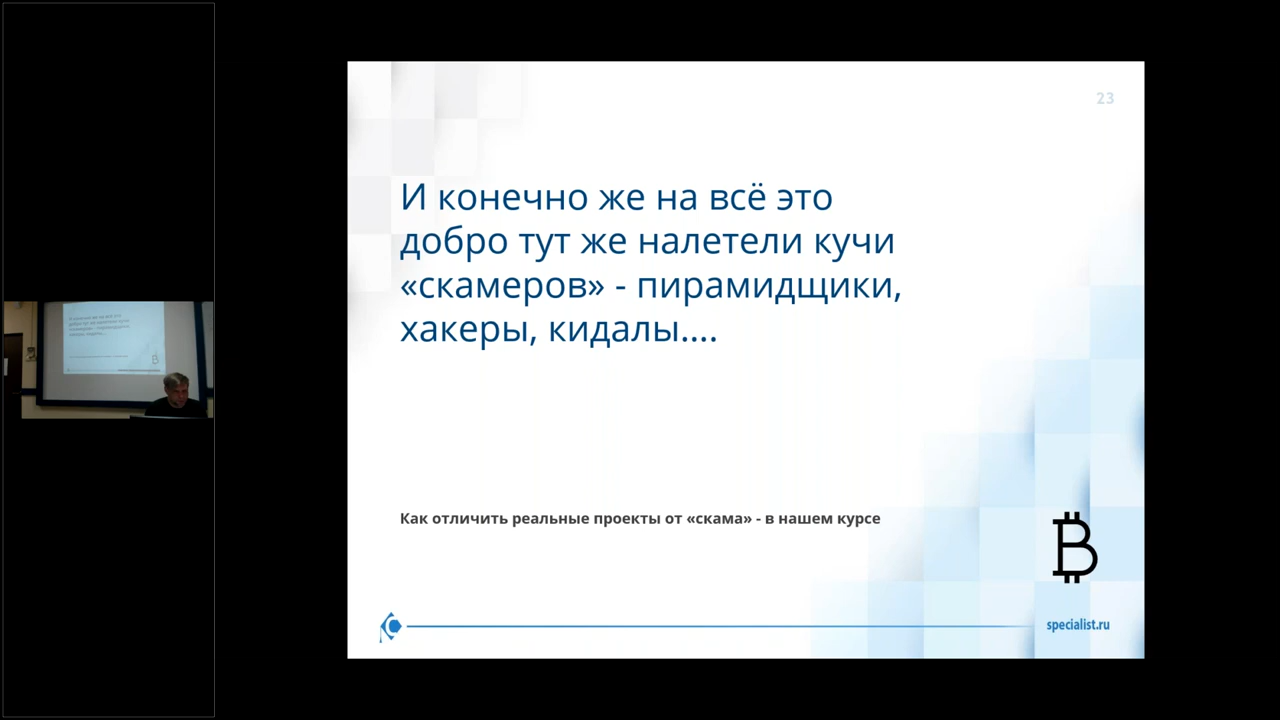 23
И конечно же на всё это
добро тут же налетели кучи
«скамеров» - пирамидщики,
хакеры, кидалы....
Как отличить реальные проекты от «скама» - в нашем курсе
specialist.ru